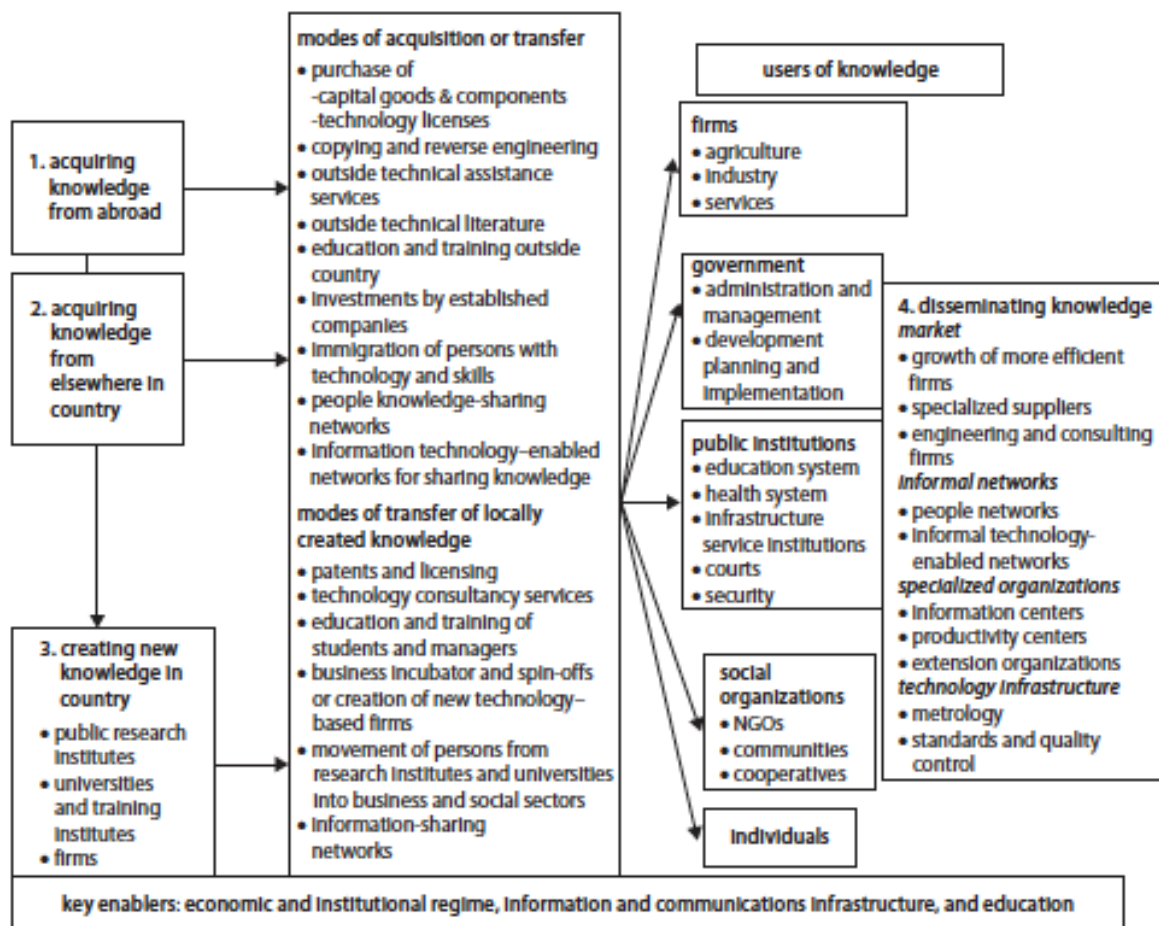 1. acquiring
knowledge
from abroad
2. acquiring
knowledge
from
elsewhere in
country
3. creating new
knowledge in
country
• public research
institutes
• universities
and training
institutes
• firms
modes of acquisition or transfer
• purchase of
-capital goods & components
-technology licenses
• copying and reverse engineering
• outside technical assistance
services
• outside technical literature
• education and training outside
country
• investments by established
companies
• immigration of persons with
technology and skills
• people knowledge-sharing
networks
• information technology–enabled
networks for sharing knowledge
modes of transfer of locally
created knowledge
• patents and licensing
• technology consultancy services
• education and training of
students and managers
• business incubator and spin-offs
or creation of new technology–
based firms
• movement of persons from
research institutes and universities
into business and social sectors
• information-sharing
networks
users of knowledge
firms
• agriculture
• industry
• services
government
• administration and
management
• development
planning and
implementation
public institutions
• education system
• health system
• infrastructure
service institutions
• courts
• security
social
organizations
• NGOs
• communities
• cooperatives
individuals
4. disseminating knowledge
market
• growth of more efficient
firms
• specialized suppliers
• engineering and consulting
firms
informal networks
• people networks
• informal technology-
enabled networks
specialized organizations
• information centers
• productivity centers
• extension organizations
technology infrastructure
• metrology
• standards and quality
control
key enablers: economic and institutional regime, information and communications infrastructure, and education